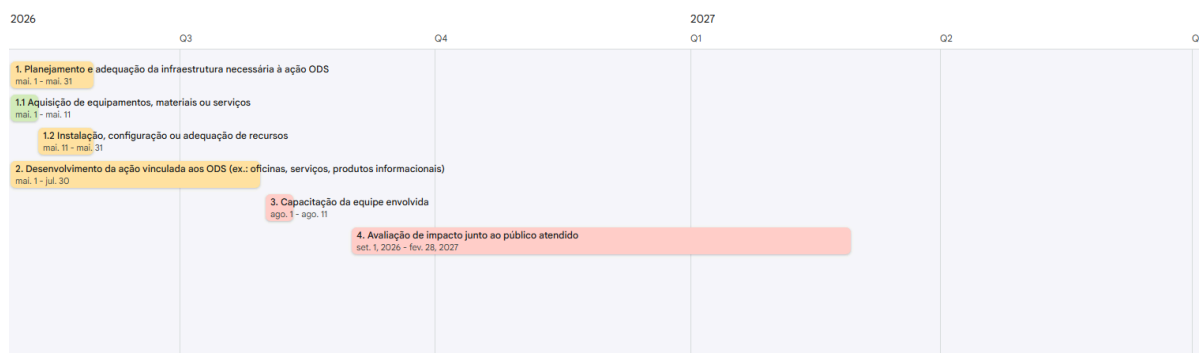 2026
2027
Q3
Q4
Q1
Q2
Q
1. Planejamento e adequação da infraestrutura necessária à ação ODS
mai. 1 - mai. 31
1.1 Aquisição de equipamentos, materiais ou serviços
mai. 1 - mai. 11
1.2 Instalação, configuração ou adequação de recursos
mai. 11 - mai. 31
2. Desenvolvimento da ação vinculada aos ODS (ex.: oficinas, serviços, produtos informacionais)
mai. 1 - jul. 30
3. Capacitação da equipe envolvida
ago. 1 - ago. 11
4. Avaliação de impacto junto ao público atendido
set. 1, 2026 - fev. 28, 2027